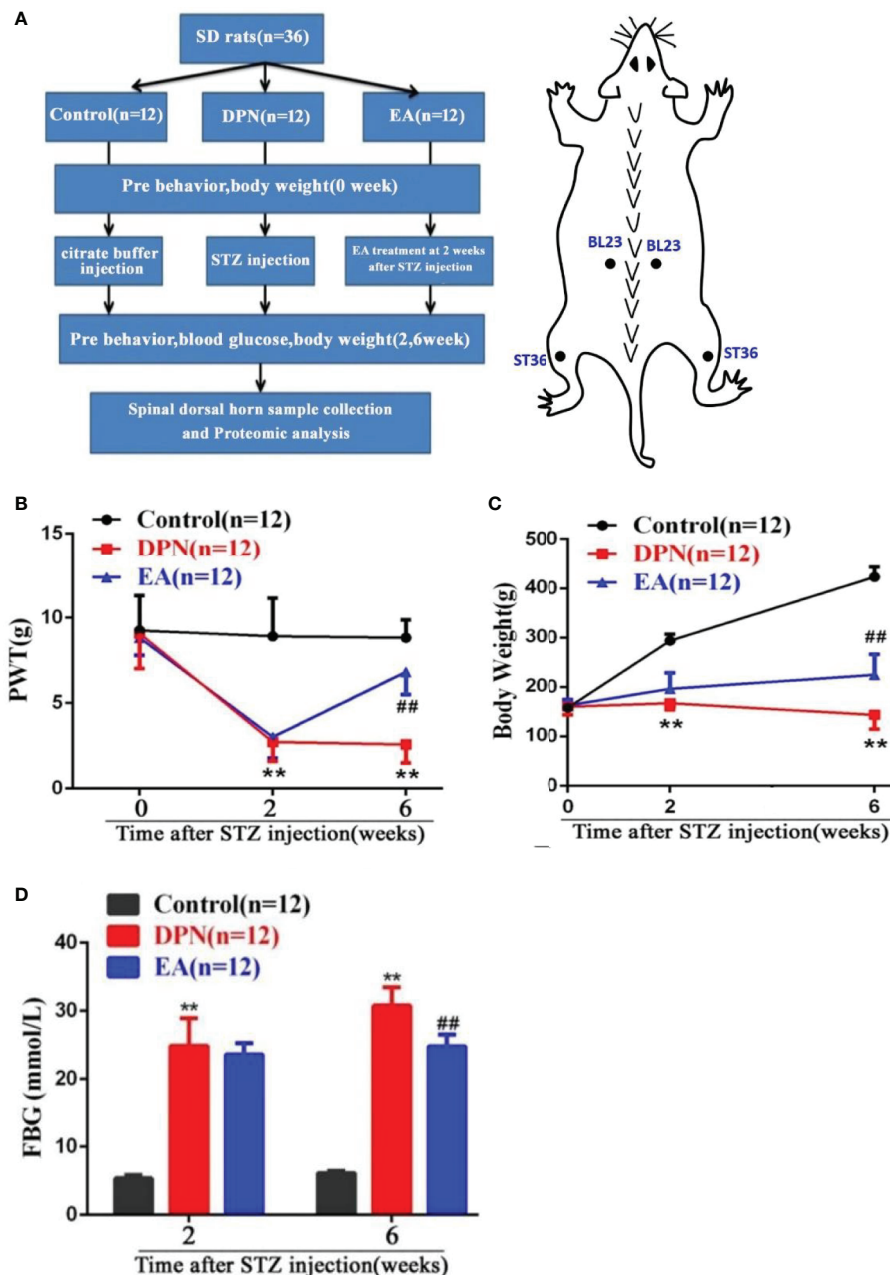 A
SD rats(n=36)
Control(n=12)
DPN(n=12)
EA(n=12)
Pre behavior,body weight(0 week)
citrate buffer
injection
STZ injection
EA treatment at 2 weeks
after STZ injection
Pre behavior,blood glucose,body weight(2,6week)
Spinal dorsal horn sample collection
and Proteomic analysis
BL23
BL23
ST36
ST36
B
Control(n=12)
DPN(n=12)
EA(n=12)
PWT(g)
15
10
5
0
##
**
**
0
2
6
Time after STZ injection(weeks)
C
Control(n=12)
DPN(n=12)
EA(n=12)
Body Weight(g)
500
400
300
200
100
0
##
**
**
0
2
6
Time after STZ injection(weeks)
D
Control(n=12)
DPN(n=12)
EA(n=12)
FBG (mmol/L)
40
30
20
10
0
**
**
##
2
6
Time after STZ injection(weeks)